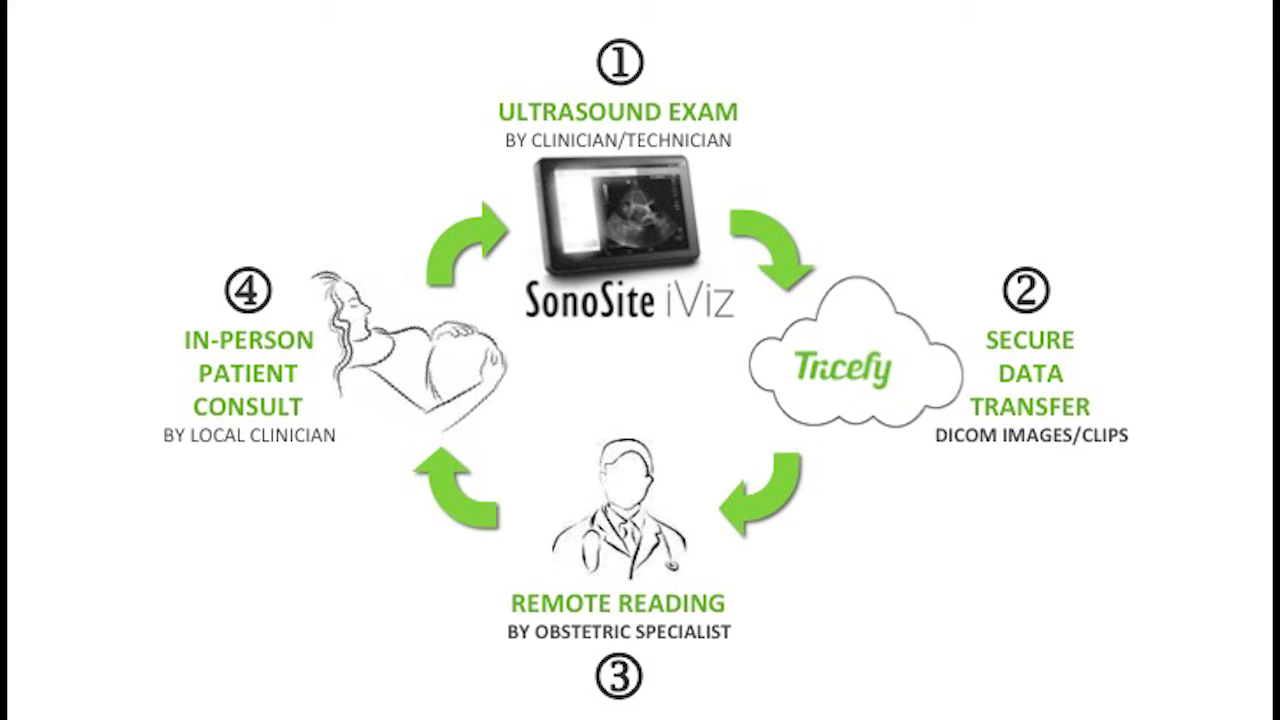 ①
ULTRASOUND EXAM
BY CLINICIAN/TECHNICIAN
SonoSite iViz
②
SECURE
DATA
TRANSFER
DICOM IMAGES/CLIPS
Tricefy
REMOTE READING
BY OBSTETRIC SPECIALIST
③
④
IN-PERSON
PATIENT
CONSULT
BY LOCAL CLINICIAN